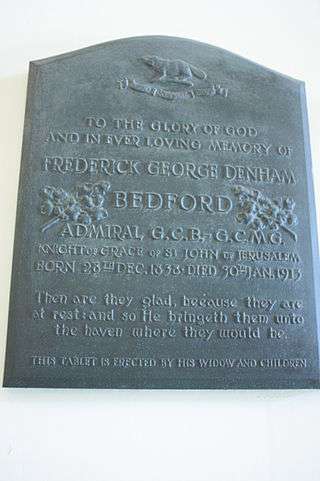 TO THE GLORY OF GOD
AND IN EVER LOVING MEMORY OF
FREDERICK GEORGE DENHAM
BEDFORD
ADMIRAL, G.C.B,–G.C.M.G.
KNIGHT OF GRACE OF ST JOHN OF JERUSALEM
BORN 28TH DEC. 1838: DIED 30TH JAN. 1913
Then are they glad, because they are
at rest: and so He bringeth them unto
the haven where they would be.
THIS TABLET IS ERECTED BY HIS WIDOW AND CHILDREN